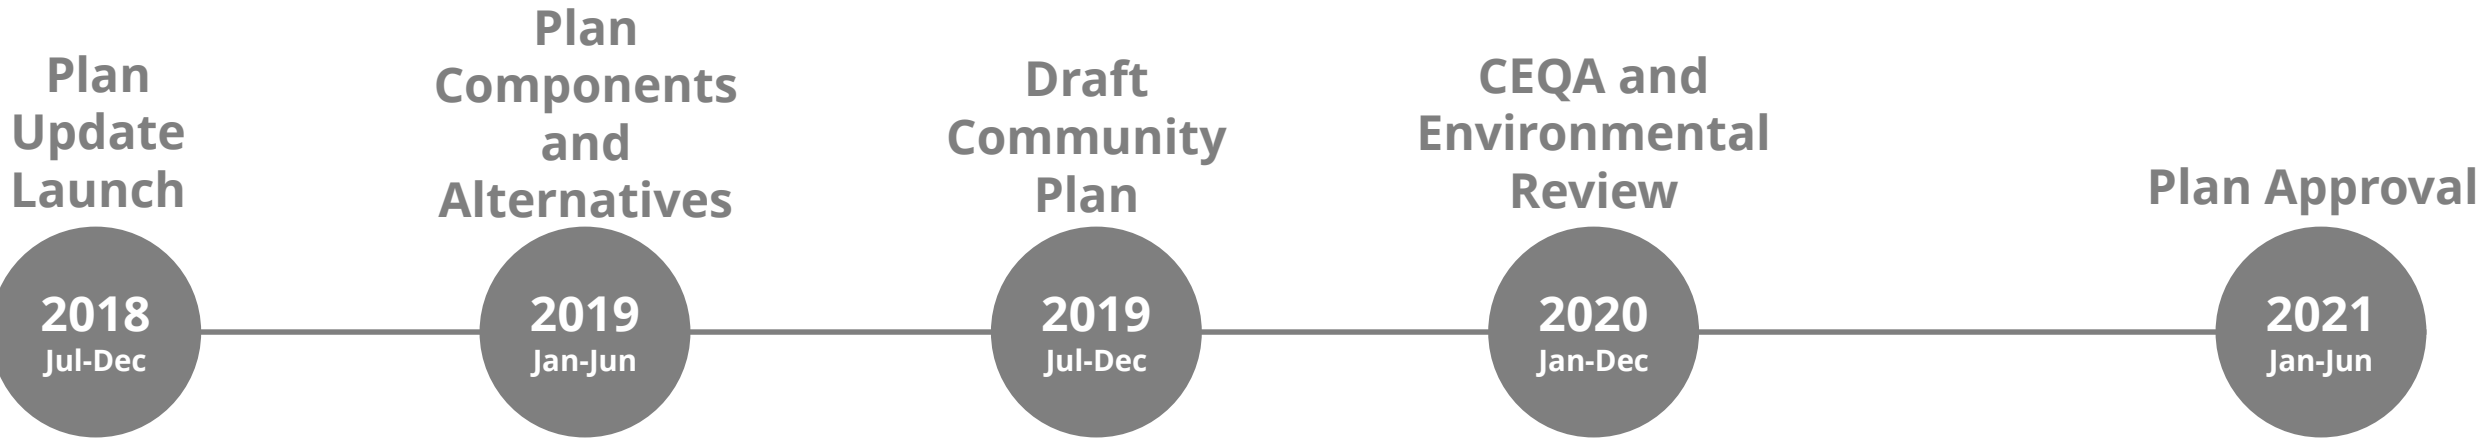 Plan
Update
Launch
2018
Jul-Dec
Plan
Components
and
Alternatives
2019
Jan-Jun
Draft
Community
Plan
2019
Jul-Dec
CEQA and
Environmental
Review
2020
Jan-Dec
Plan Approval
2021
Jan-Jun